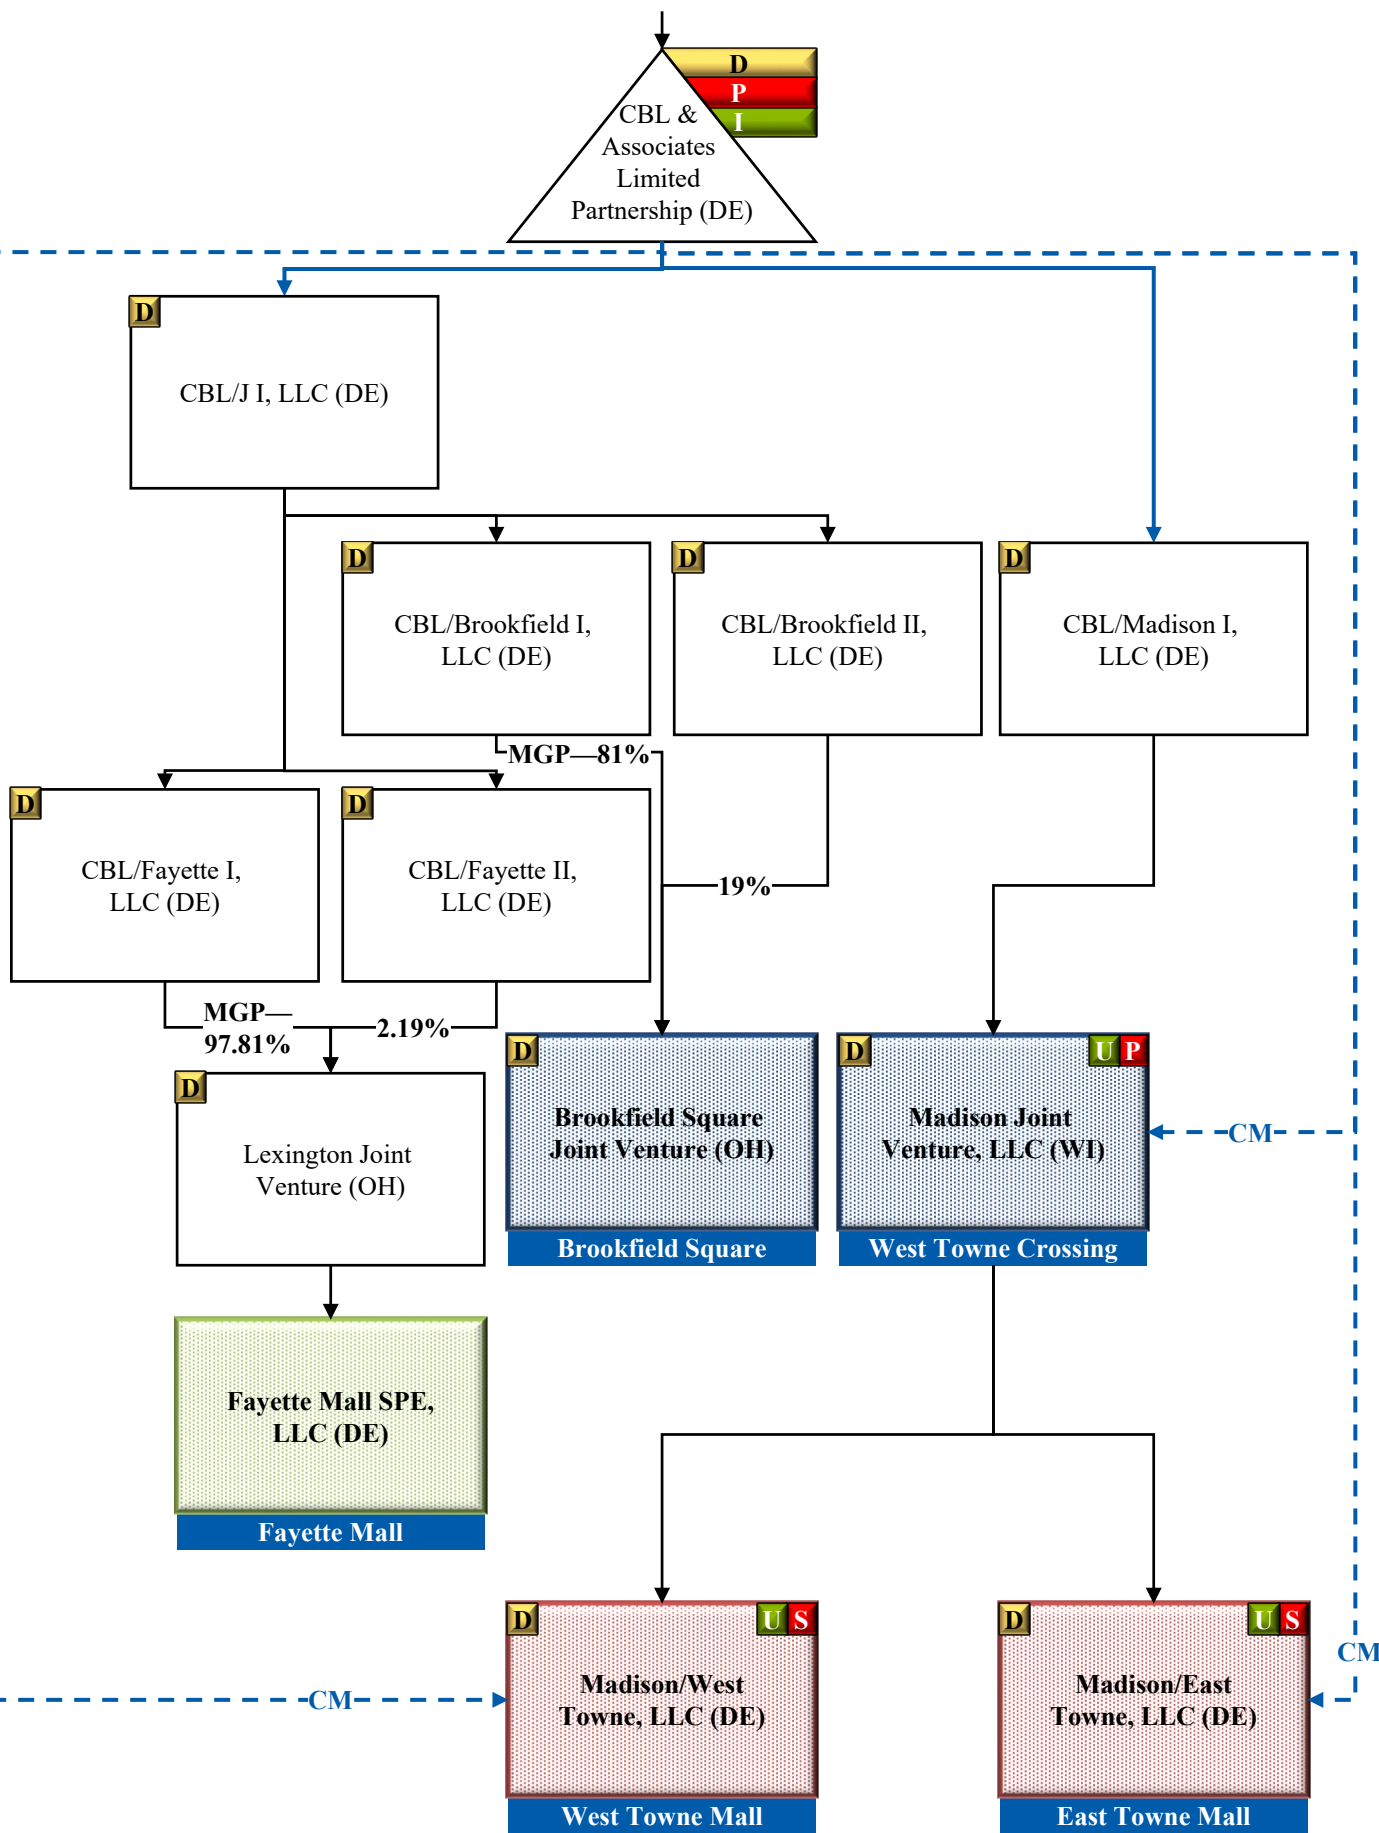 D
P
I
CBL &
Associates
Limited
Partnership (DE)
D
CBL/J I, LLC (DE)
D
CBL/Brookfield I,
LLC (DE)
D
CBL/Brookfield II,
LLC (DE)
D
CBL/Madison I,
LLC (DE)
MGP—81%
D
CBL/Fayette I,
LLC (DE)
D
CBL/Fayette II,
LLC (DE)
19%
MGP—
97.81%
2.19%
D
Lexington Joint
Venture (OH)
D
Brookfield Square
Joint Venture (OH)
Brookfield Square
D
U P
Madison Joint
Venture, LLC (WI)
West Towne Crossing
CM
Fayette Mall SPE,
LLC (DE)
Fayette Mall
CM
D
U S
Madison/West
Towne, LLC (DE)
West Towne Mall
D
U S
Madison/East
Towne, LLC (DE)
East Towne Mall
CM